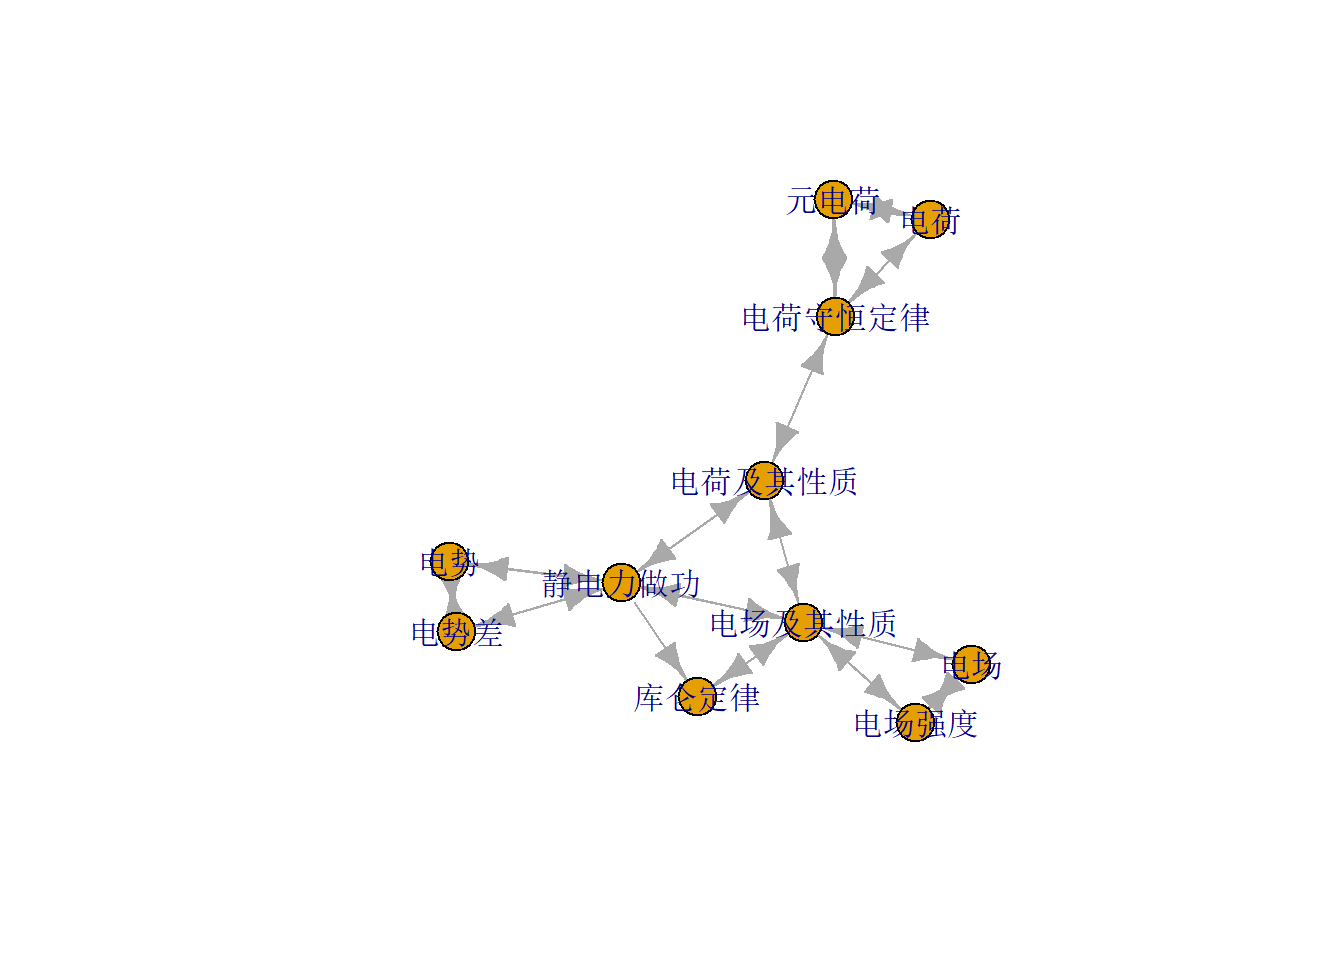 元电荷
电荷
电荷守恒定律
电荷及其性质
电势
静电力做功
电场及其性质
电势差
电场
库仑定律
电场强度